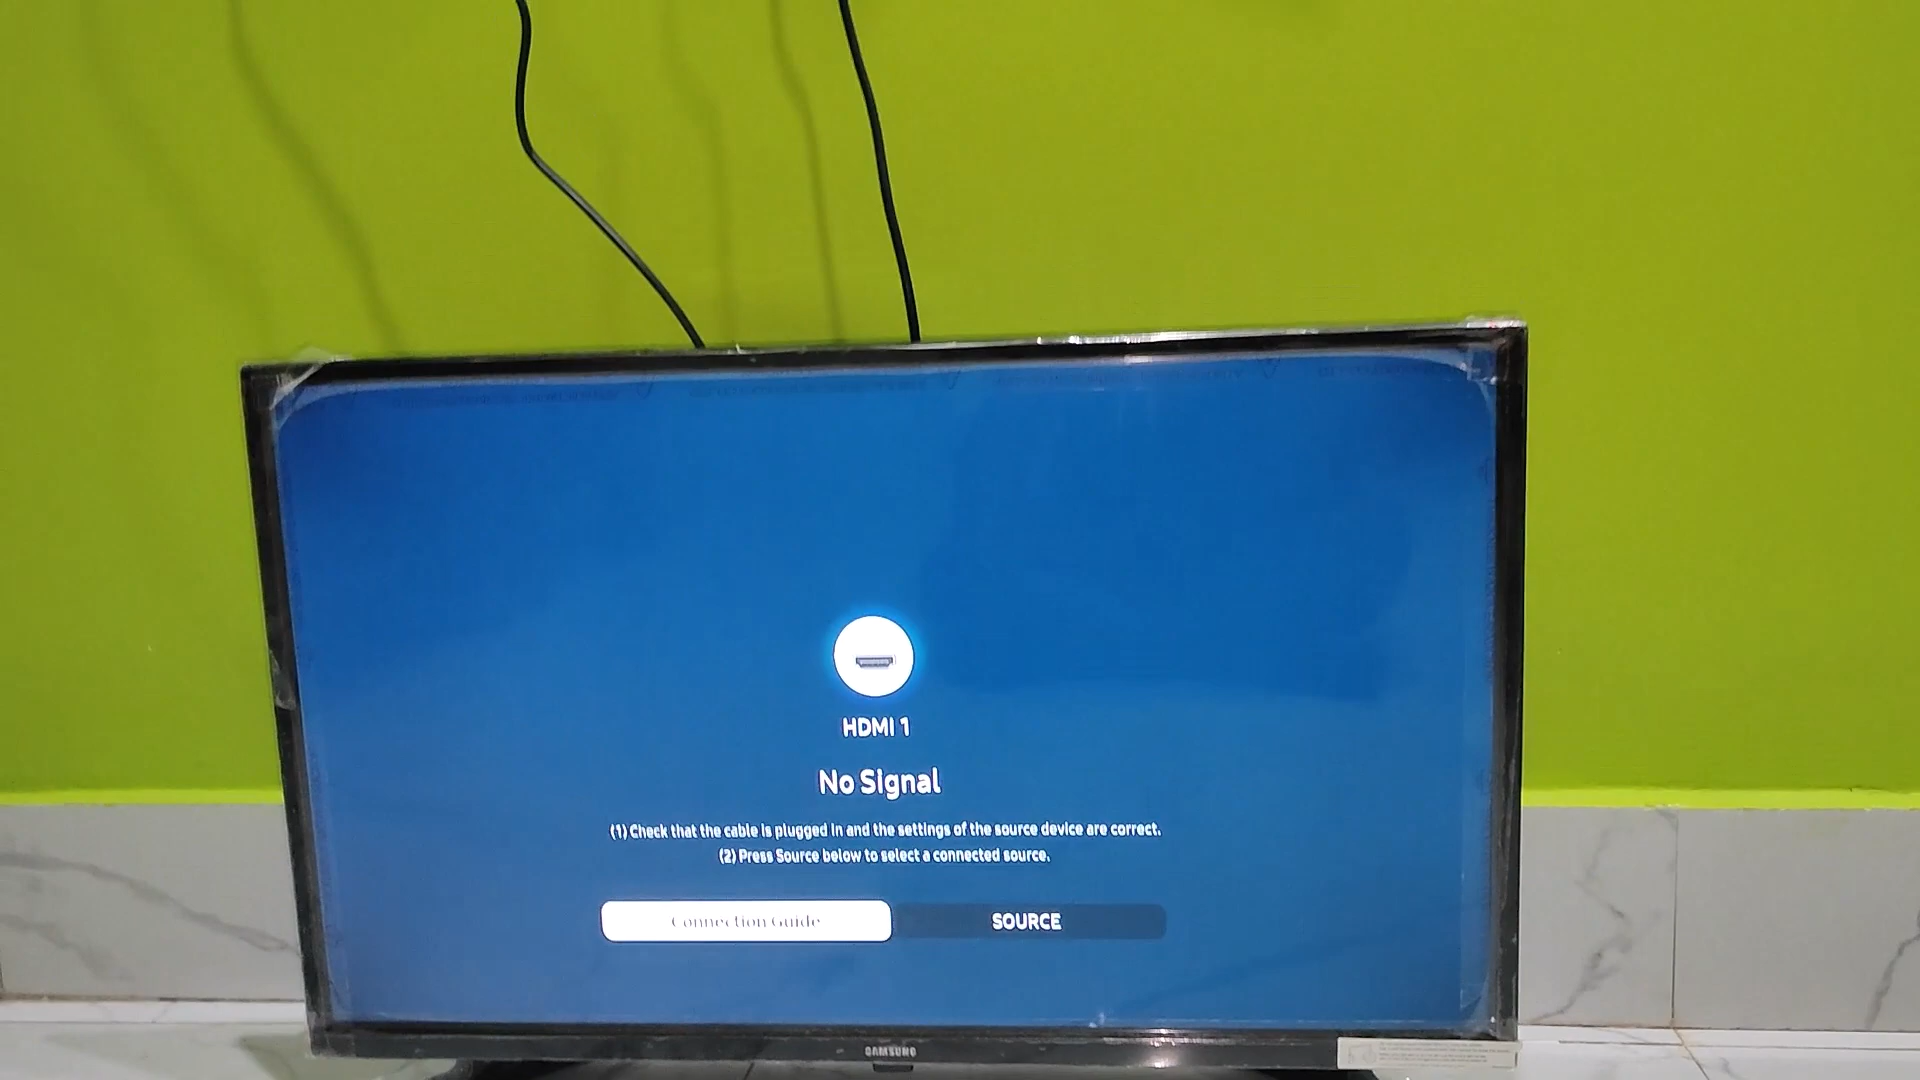 HDMI 1
No Signal
(1) Check that the cable is plugged in and the settings of the source device are correct.
(2) Press Source below to select a connected source.
Connection Guide
SOURCE
SAMSUNG